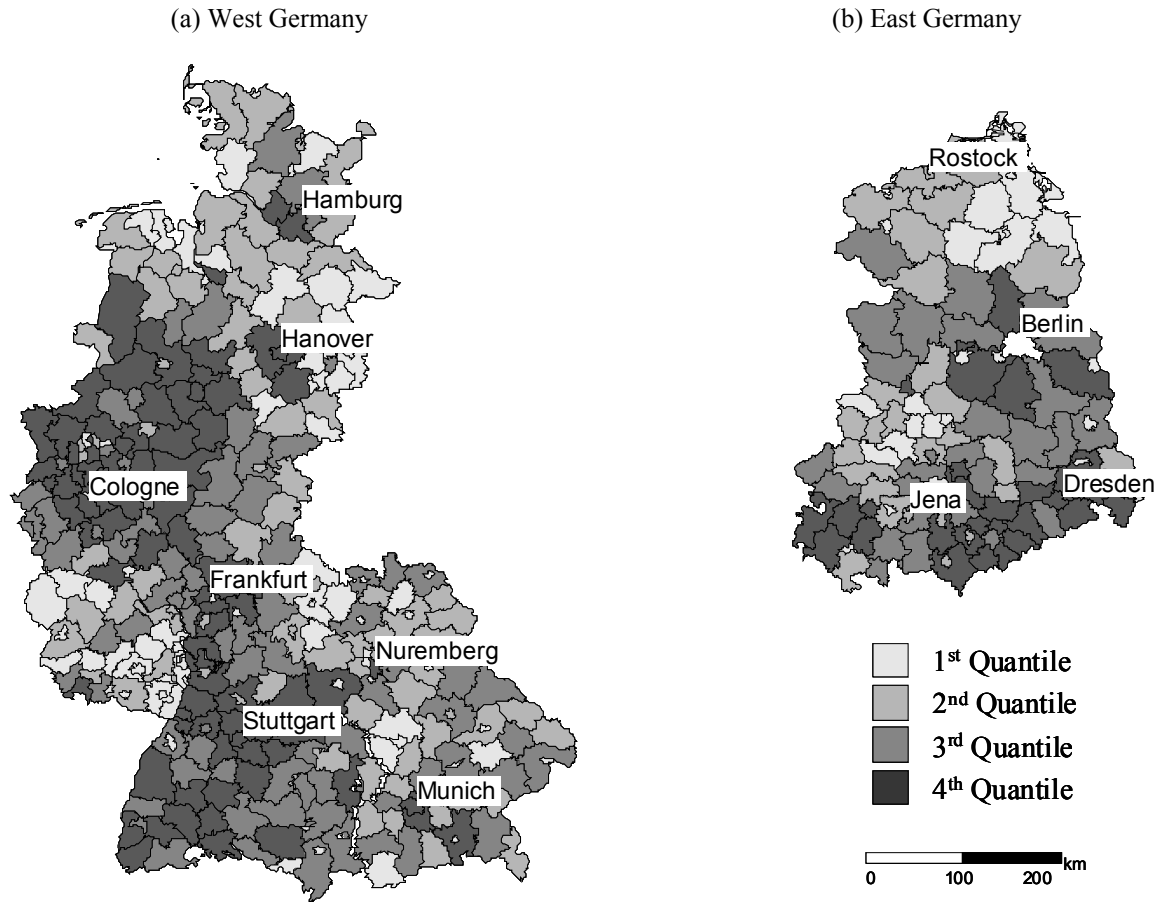 (a) West Germany
(b) East Germany
Rostock
Hamburg
Berlin
Hanover
Cologne
Dresden
Jena
Frankfurt
Nuremberg
1st Quantile
2nd Quantile
Stuttgart
3rd Quantile
Munich
4th Quantile
km
0 100 200